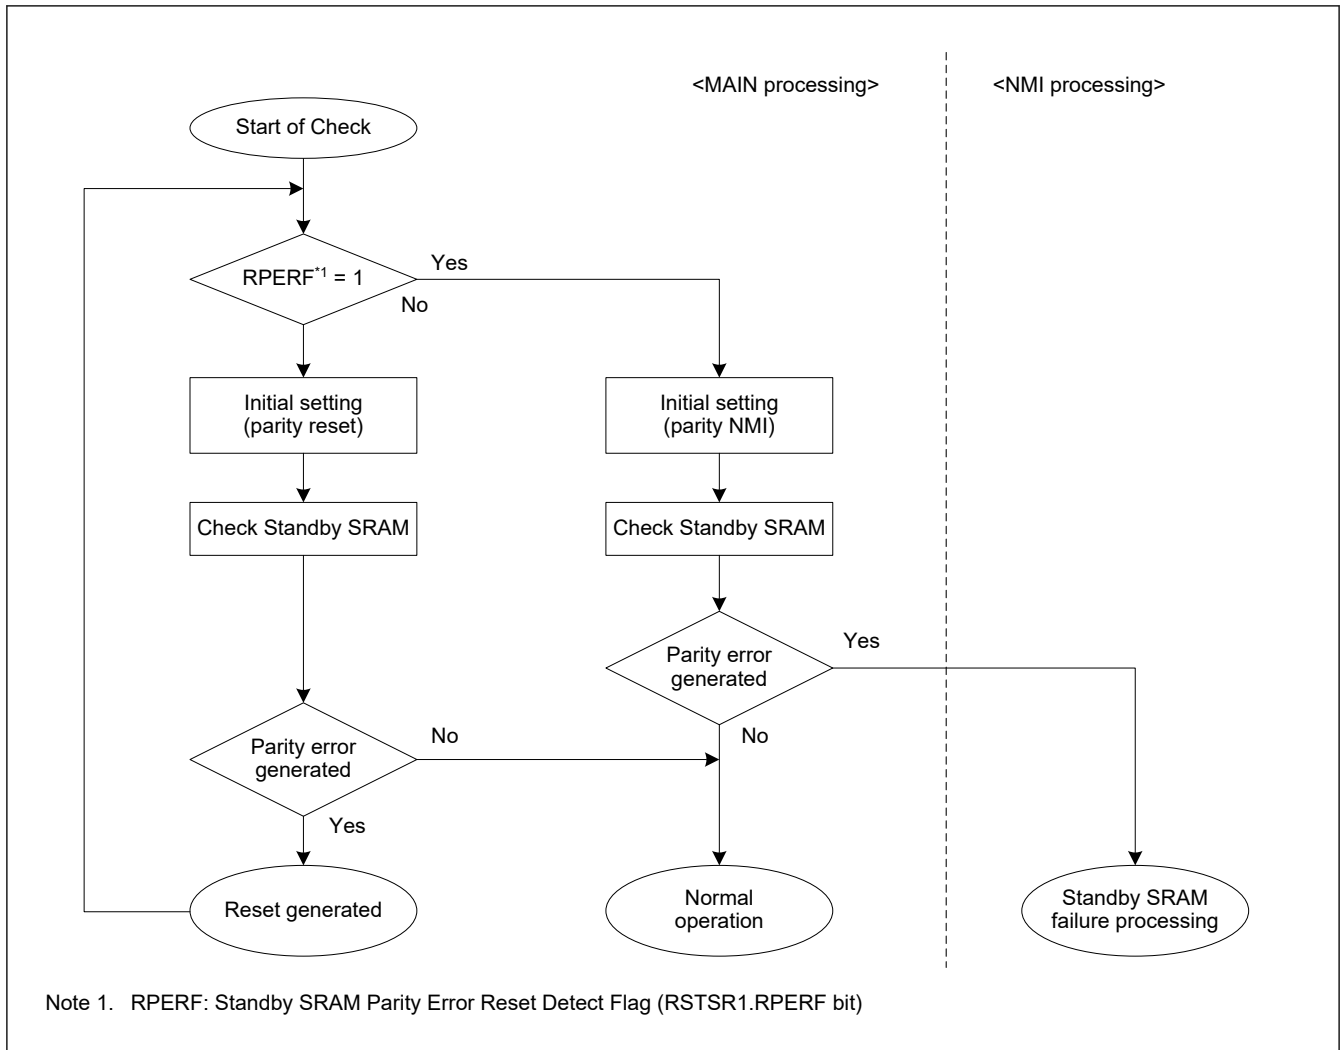 <MAIN processing>
<NMI processing>
Start of Check
RPERF*1 = 1
Yes
No
Initial setting
(parity reset)
Initial setting
(parity NMI)
Check Standby SRAM
Check Standby SRAM
Parity error
generated
Yes
No
Parity error
generated
No
Yes
Reset generated
Normal
operation
Standby SRAM
failure processing
Note 1. RPERF: Standby SRAM Parity Error Reset Detect Flag (RSTSR1.RPERF bit)